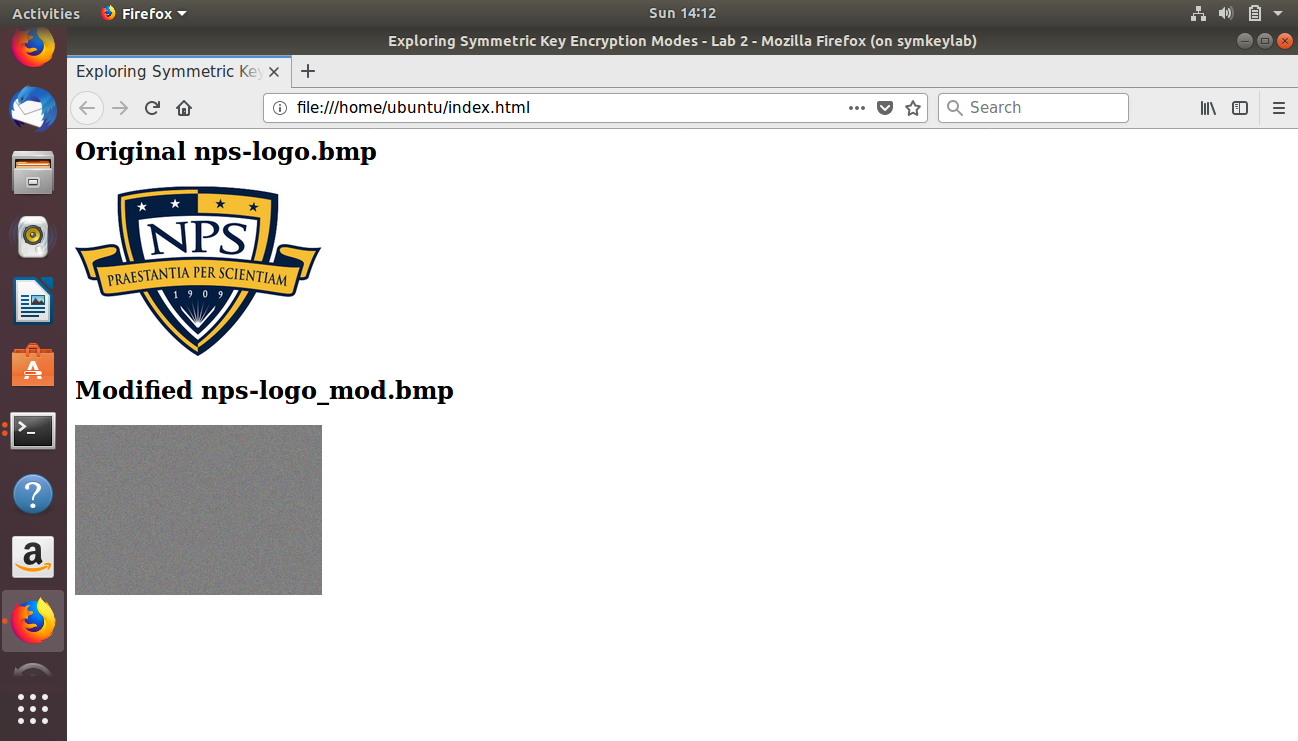 Activities Firefox Sun 14:12
Exploring Symmetric Key Encryption Modes - Lab 2 - Mozilla Firefox (on symkeylab)
Exploring Symmetric Key
file:///home/ubuntu/index.html Search
Original nps-logo.bmp
NPS
PRAESTANTIA PER SCIENTIAM
1909
Modified nps-logo_mod.bmp